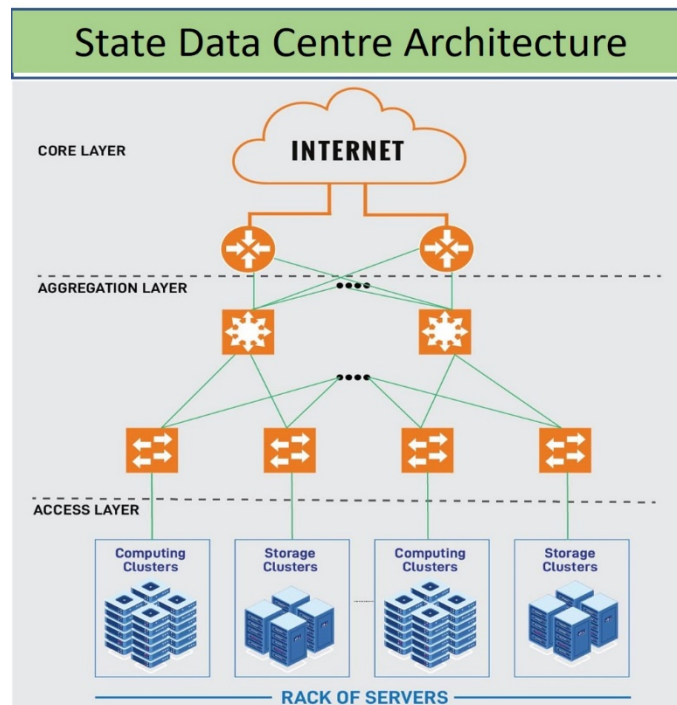 State Data Centre Architecture
CORE LAYER
INTERNET
AGGREGATION LAYER
ACCESS LAYER
Computing
Clusters
Storage
Clusters
Computing
Clusters
Storage
Clusters
RACK OF SERVERS